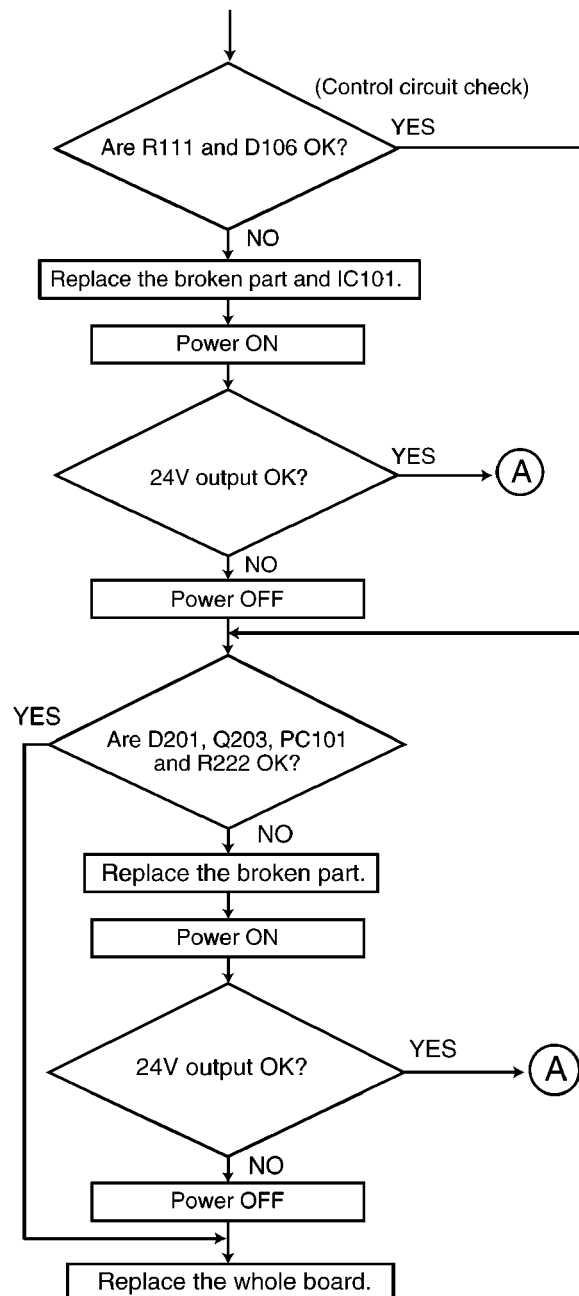 (Control circuit check)
YES
Are R111 and D106 OK?
NO
Replace the broken part and IC101.
Power ON
YES
24V output OK?
A
NO
Power OFF
YES
Are D201, Q203, PC101
and R222 OK?
NO
Replace the broken part.
Power ON
YES
24V output OK?
A
NO
Power OFF
Replace the whole board.